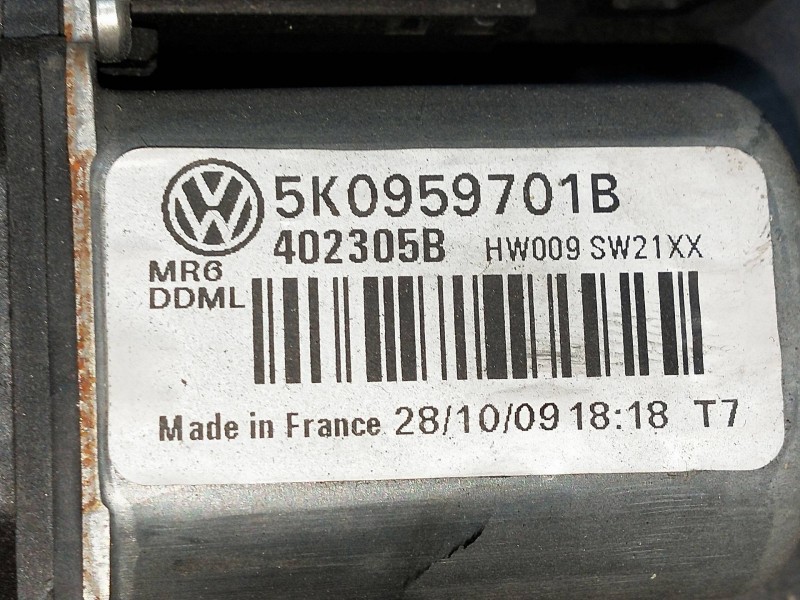 5K0959701B
402305B HW009 SW21XX
MR6
DDML
Made in France 28/10/09 18:18 T7